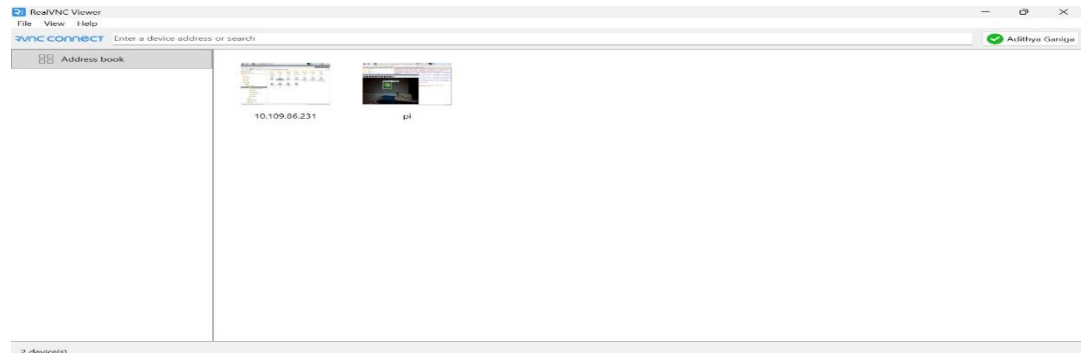 RealVNC Viewer
File View Help
RVNC CONNECT Enter a device address or search Adithya Ganiga
Address book
10.109.86.231 pi
2 device(s)